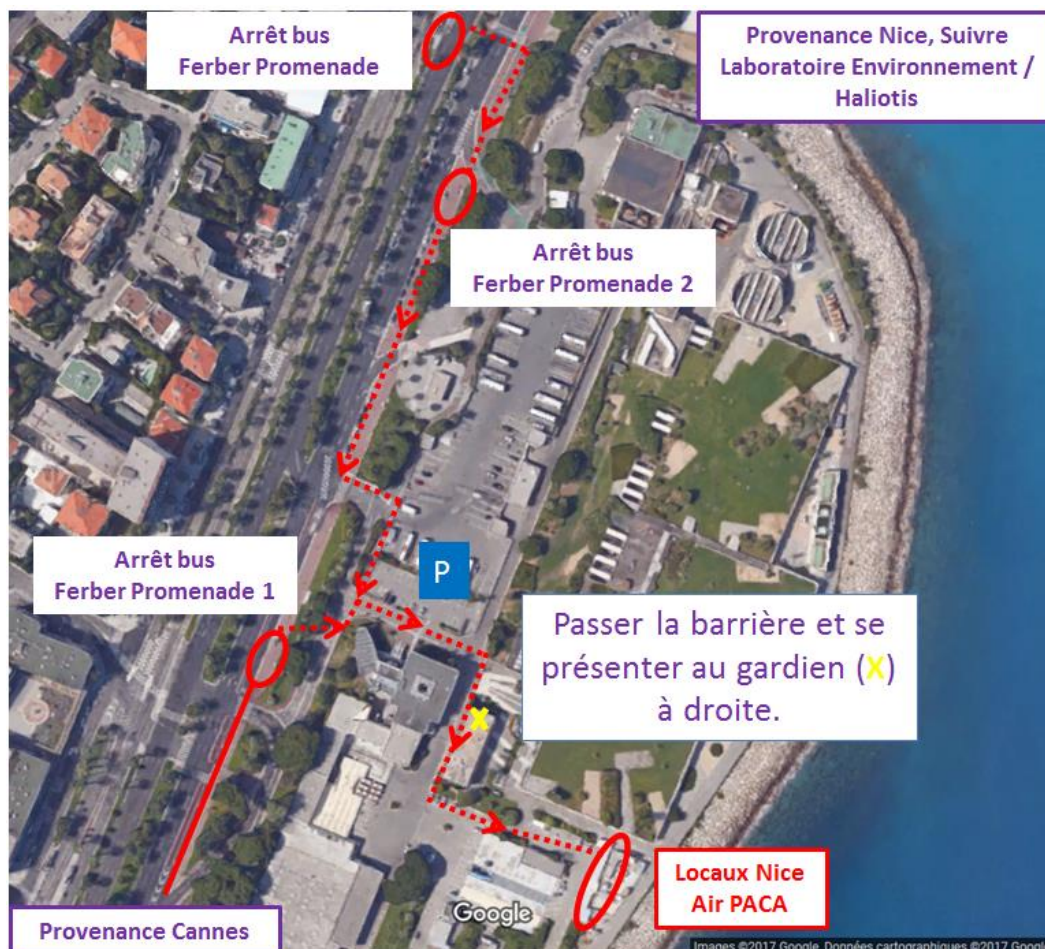 Arrêt bus
Ferber Promenade
Provenance Nice, Suivre
Laboratoire Environnement /
Haliotis
Arrêt bus
Ferber Promenade 2
Arrêt bus
Ferber Promenade 1
P
Passer la barrière et se
présenter au gardien (X)
à droite.
X
Locaux Nice
Air PACA
Provenance Cannes
Google
Images ©2017 Google, Données cartographiques ©2017 Google